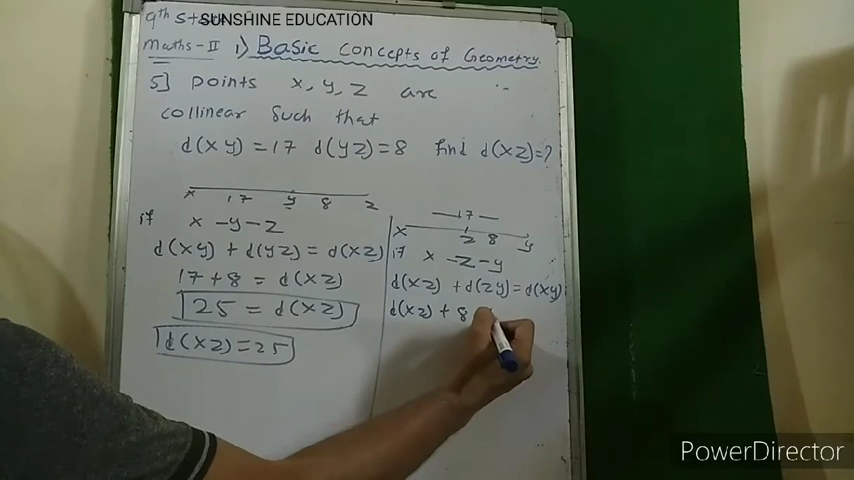 9th St
SUNSHINE EDUCATION
Maths-II 1) Basic concepts of Geometry.
5] points x, y, z are
collinear such that
d(xy) = 17 d(yz) = 8 find d(xz) = ?
x 17 y 8 z
if x - y - z
d(xy) + d(yz) = d(xz)
17 + 8 = d(xz)
25 = d(xz)
d(xz) = 25
17
x z 8 y
if x - z - y
d(xz) + d(zy) = d(xy)
d(xz) + 8
PowerDirector